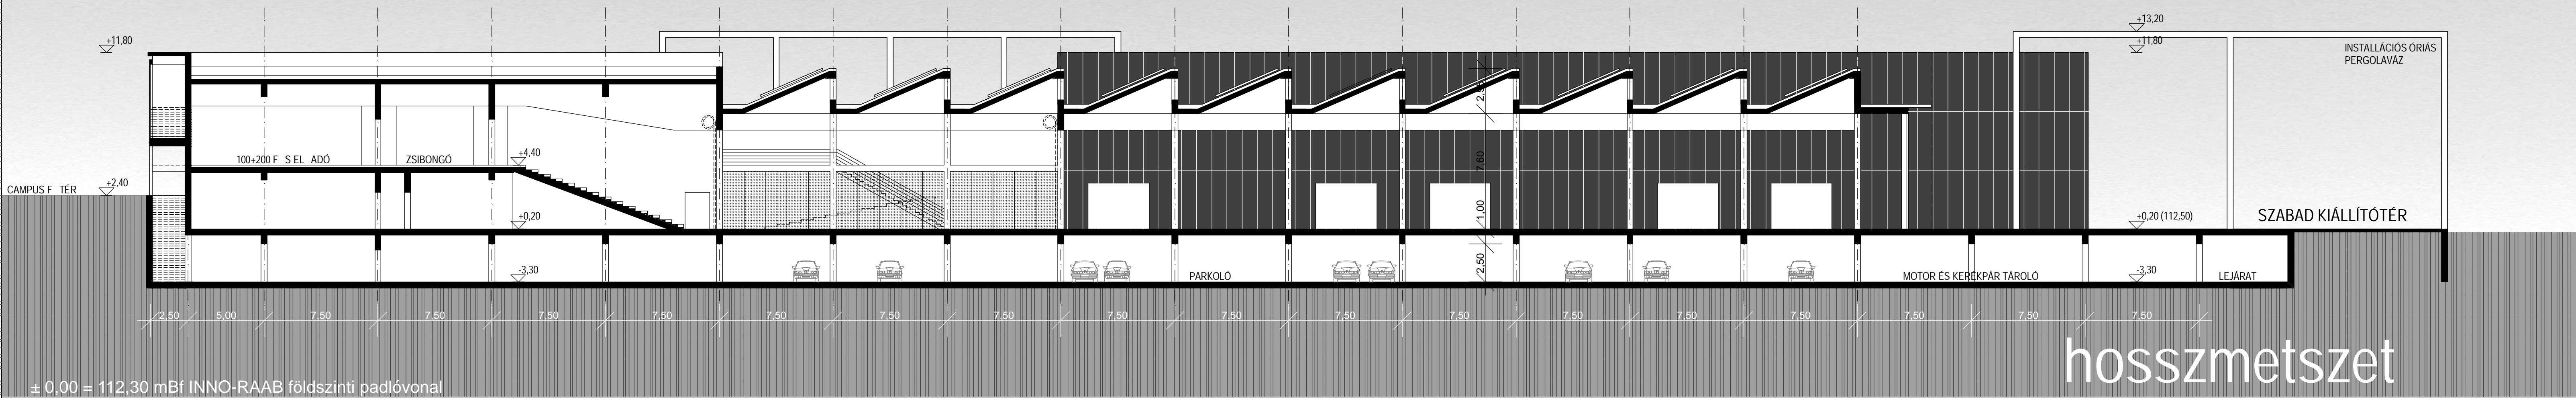 +13,20
+11,80
+11,80
INSTALLÁCIÓS ÓRIÁS
PERGOLAVÁZ
2,
7,60
100+200 F S EL ADÓ
ZSIBONGÓ
+4,40
CAMPUS F TÉR
+2,40
+0,20
1,00
+0,20 (112,50)
SZABAD KIÁLLÍTÓTÉR
-3,30
2,50
PARKOLÓ
MOTOR ÉS KERÉKPÁR TÁROLÓ
-3,30
LEJÁRAT
2,50 5,00 7,50 7,50 7,50 7,50 7,50 7,50 7,50 7,50 7,50 7,50 7,50 7,50 7,50 7,50 7,50 7,50
hosszmetszet
± 0,00 = 112,30 mBf INNO-RAAB földszinti padlóvonal